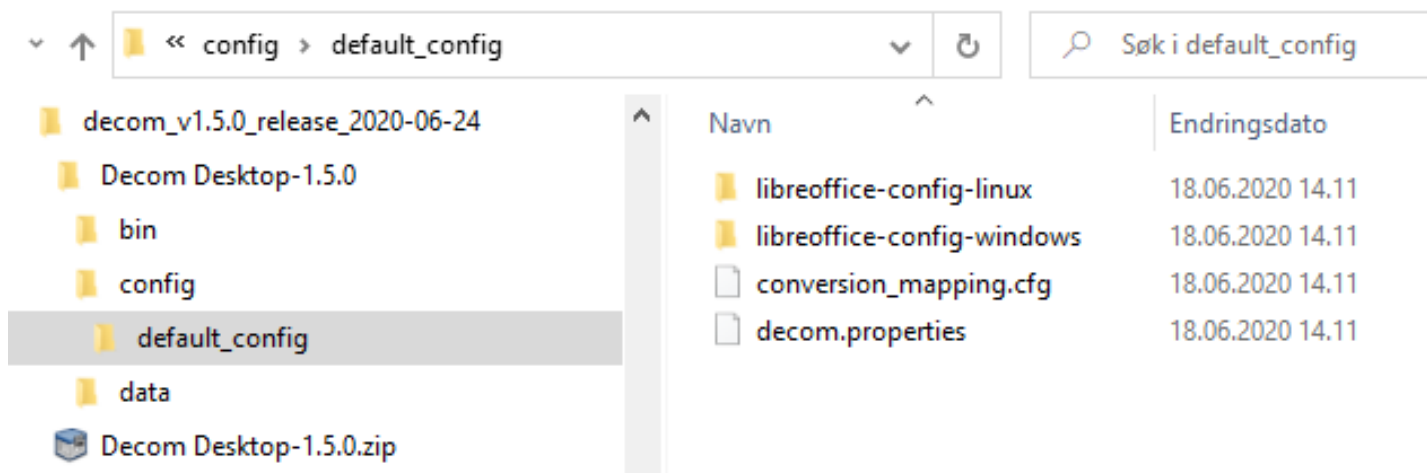 « config > default_config
Søk i default_config
decom_v1.5.0_release_2020-06-24
Decom Desktop-1.5.0
bin
config
default_config
data
Decom Desktop-1.5.0.zip
Navn Endringsdato
libreoffice-config-linux 18.06.2020 14.11
libreoffice-config-windows 18.06.2020 14.11
conversion_mapping.cfg 18.06.2020 14.11
decom.properties 18.06.2020 14.11